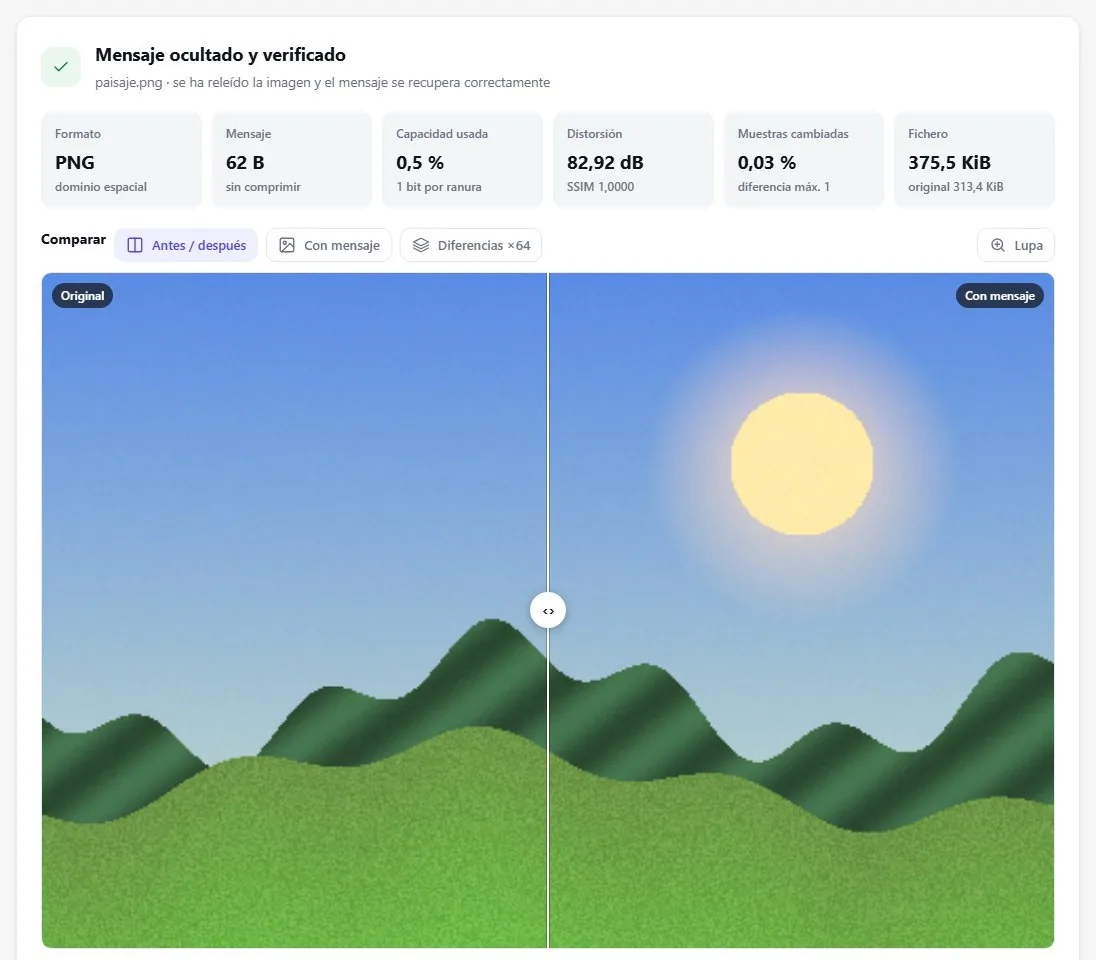 Mensaje ocultado y verificado
paisaje.png · se ha releído la imagen y el mensaje se recupera correctamente
Formato
PNG
dominio espacial
Mensaje
62 B
sin comprimir
Capacidad usada
0,5 %
1 bit por ranura
Distorsión
82,92 dB
SSIM 1,0000
Muestras cambiadas
0,03 %
diferencia máx. 1
Fichero
375,5 KiB
original 313,4 KiB
Comparar
Antes / después
Con mensaje
Diferencias ×64
Lupa
Original
Con mensaje